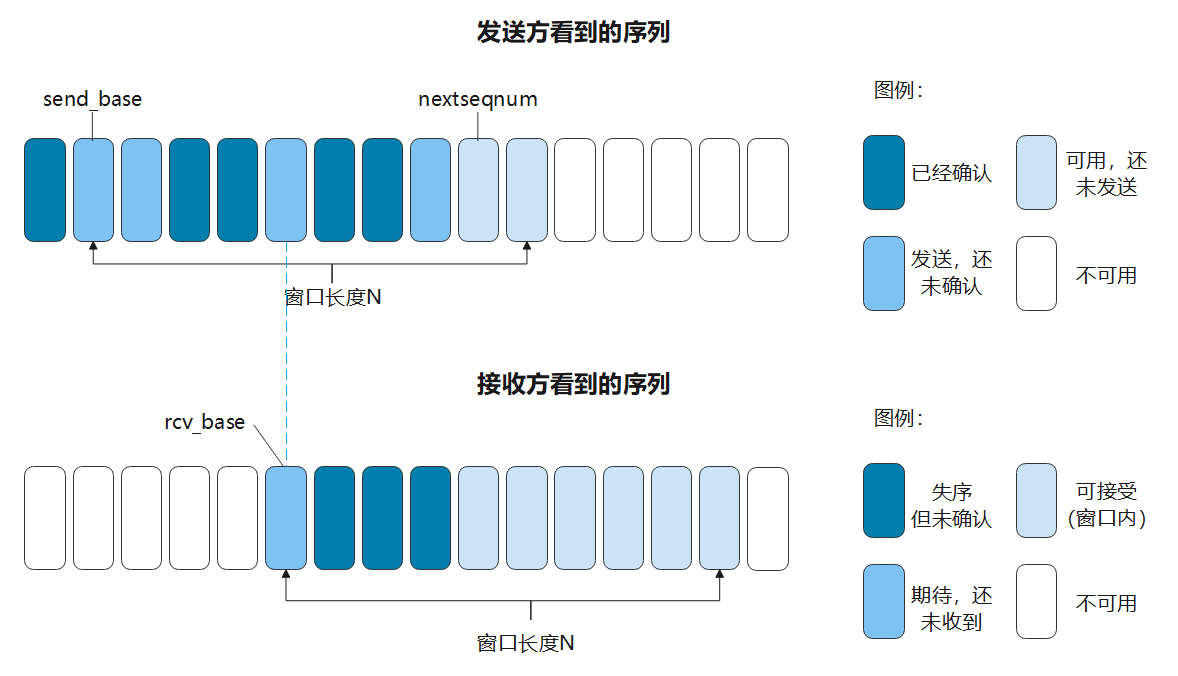 发送方看到的序列
send_base
nextseqnum
窗口长度N
图例：
已经确认
可用，还
未发送
发送，还
未确认
不可用
接收方看到的序列
rcv_base
窗口长度N
图例：
失序
但未确认
可接受
（窗口内）
期待，还
未收到
不可用